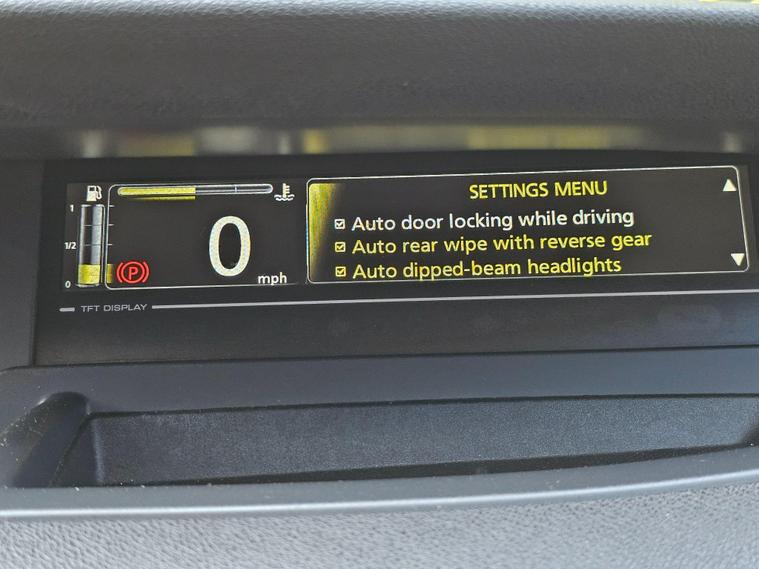 SETTINGS MENU
1
Auto door locking while driving
1/2
0
Auto rear wipe with reverse gear
0
P
mph
Auto dipped-beam headlights
TFT DISPLAY